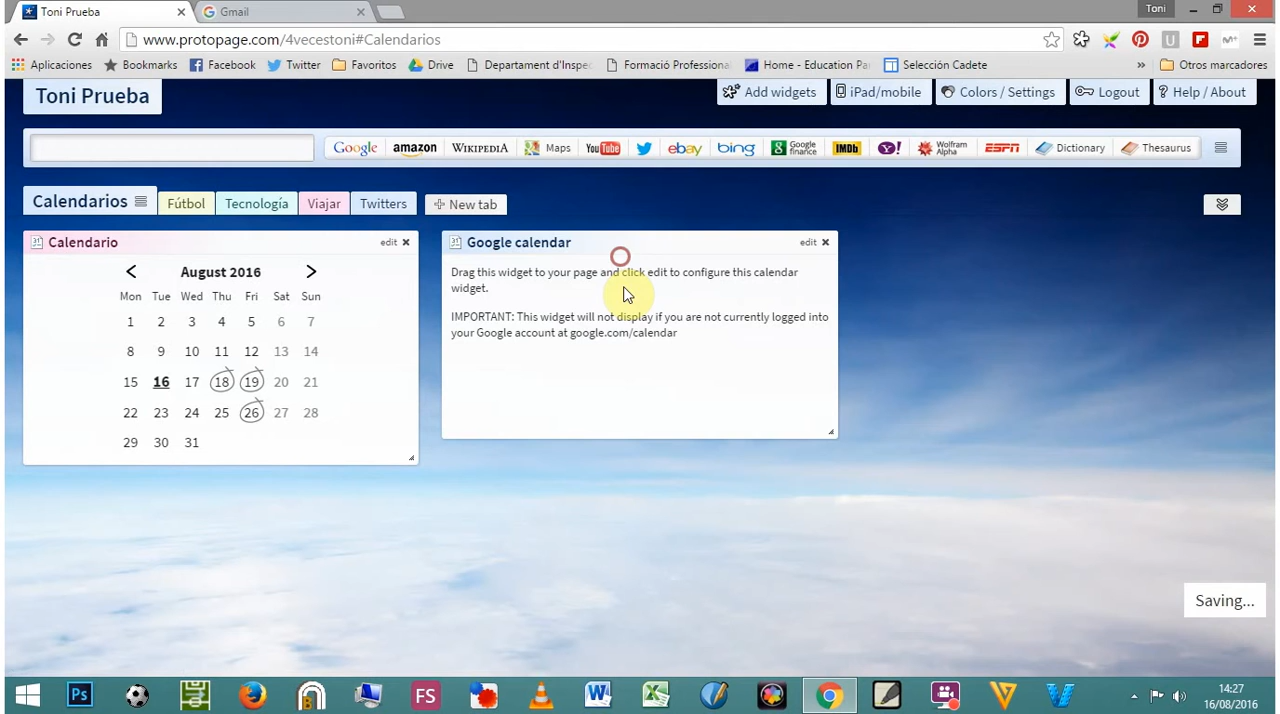 Toni Prueba
Gmail
Toni
www.protopage.com/4vecestoni#Calendarios
Aplicaciones Bookmarks Facebook Twitter Favoritos Drive Departament d'Inspe Formació Professional Home - Education Pa Selección Cadete » Otros marcadores
Toni Prueba
Add widgets iPad/mobile Colors / Settings Logout ? Help / About
Google amazon WIKIPEDIA Maps YouTube ebay bing Google finance IMDb Y! Wolfram Alpha ESPN Dictionary Thesaurus
Calendarios Fútbol Tecnología Viajar Twitters + New tab
31 Calendario edit
August 2016
Mon Tue Wed Thu Fri Sat Sun
1 2 3 4 5 6 7
8 9 10 11 12 13 14
15 16 17 18 19 20 21
22 23 24 25 26 27 28
29 30 31
31 Google calendar edit
Drag this widget to your page and click edit to configure this calendar
widget.
IMPORTANT: This widget will not display if you are not currently logged into
your Google account at google.com/calendar
Saving...
Ps FS W X
14:27
16/08/2016